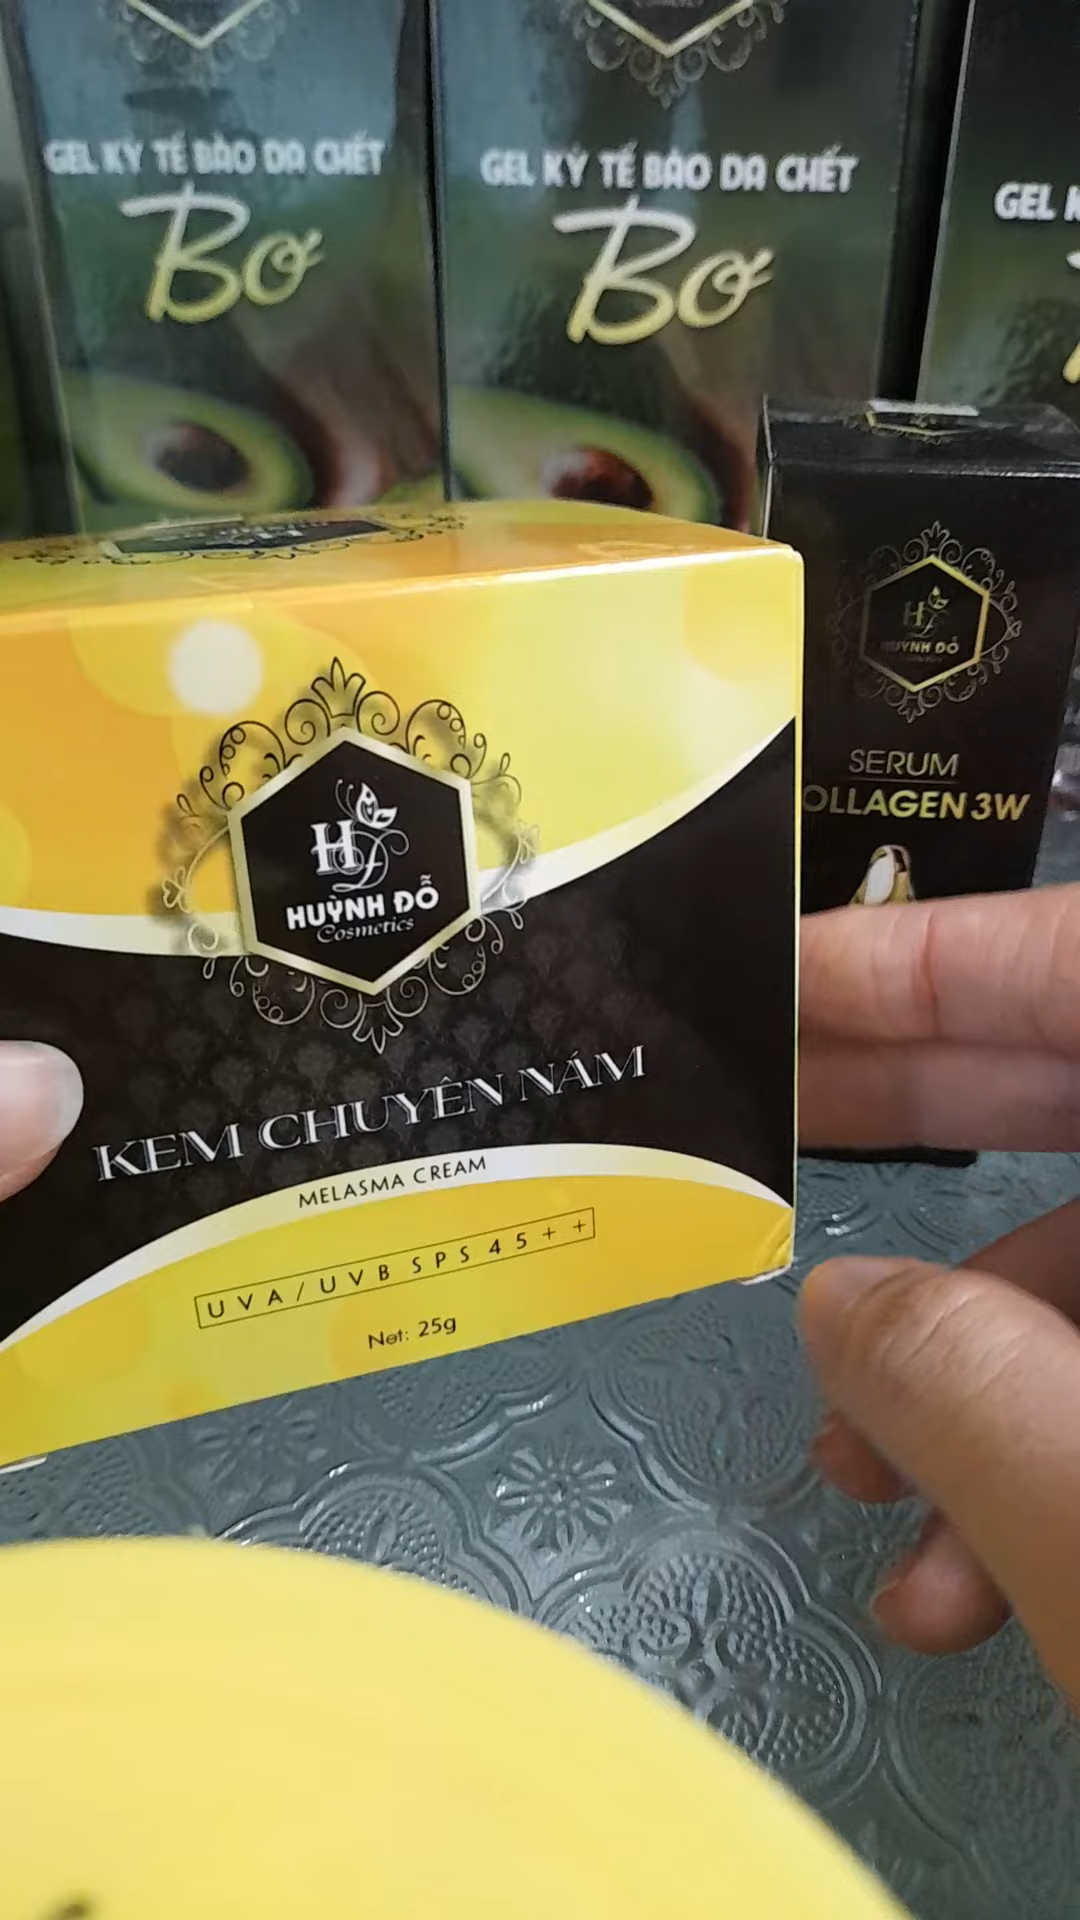 GEL KỲ TẾ BÀO DA CHẾT
Bơ
GEL KỲ TẾ BÀO DA CHẾT
Bơ
GEL
HUỲNH ĐỖ
SERUM
OLLAGEN 3W
HD
HUỲNH ĐỖ
Cosmetics
KEM CHUYÊN NÁM
MELASMA CREAM
UVA/UVB SPS 45++
Net: 25g